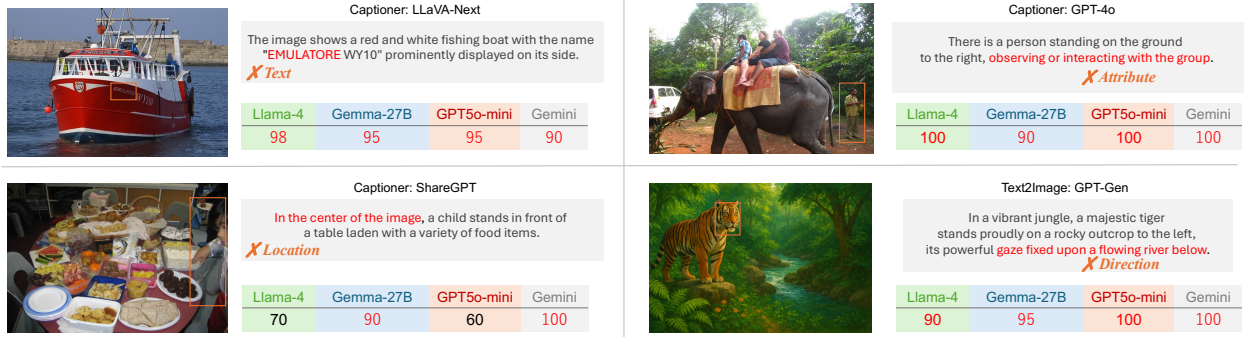 Captioner: LLaVA-Next
The image shows a red and white fishing boat with the name
"EMULATORE WY10" prominently displayed on its side.
✗ Text
Llama-4 Gemma-27B GPT5o-mini Gemini
98 95 95 90
Captioner: GPT-4o
There is a person standing on the ground
to the right, observing or interacting with the group.
✗ Attribute
Llama-4 Gemma-27B GPT5o-mini Gemini
100 90 100 100
Captioner: ShareGPT
In the center of the image, a child stands in front of
a table laden with a variety of food items.
✗ Location
Llama-4 Gemma-27B GPT5o-mini Gemini
70 90 60 100
Text2Image: GPT-Gen
In a vibrant jungle, a majestic tiger
stands proudly on a rocky outcrop to the left,
its powerful gaze fixed upon a flowing river below.
✗ Direction
Llama-4 Gemma-27B GPT5o-mini Gemini
90 95 100 100